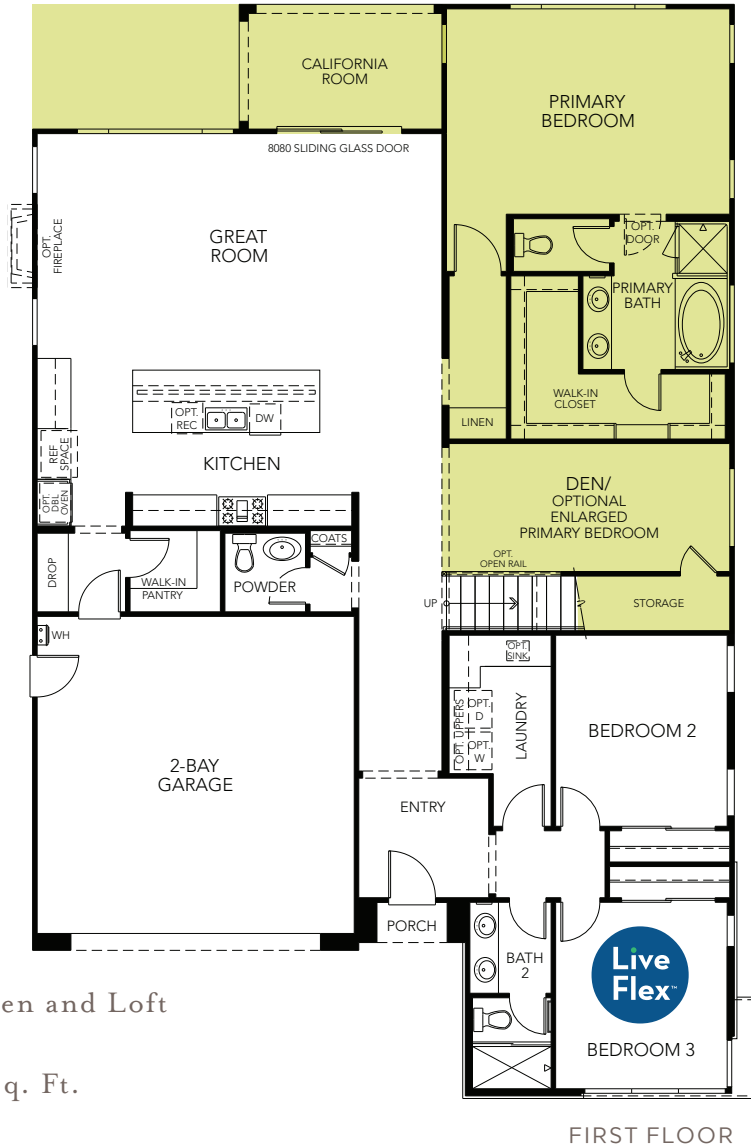 CALIFORNIA
ROOM
PRIMARY
BEDROOM
8080 SLIDING GLASS DOOR
OPT.
FIREPLACE
GREAT
ROOM
OPT.
DOOR
PRIMARY
BATH
WALK-IN
CLOSET
LINEN
OPT.
REC
DW
REF
SPACE
KITCHEN
OPT.
DBL
OVEN
DEN/
OPTIONAL
ENLARGED
PRIMARY BEDROOM
OPT.
OPEN RAIL
DROP
WALK-IN
PANTRY
POWDER
COATS
UP
STORAGE
WH
OPT.
SINK
OPT. UPPERS
OPT.
D
OPT.
W
LAUNDRY
BEDROOM 2
2-BAY
GARAGE
ENTRY
PORCH
BATH
2
Live
Flex™
BEDROOM 3
en and Loft
q. Ft.
FIRST FLOOR